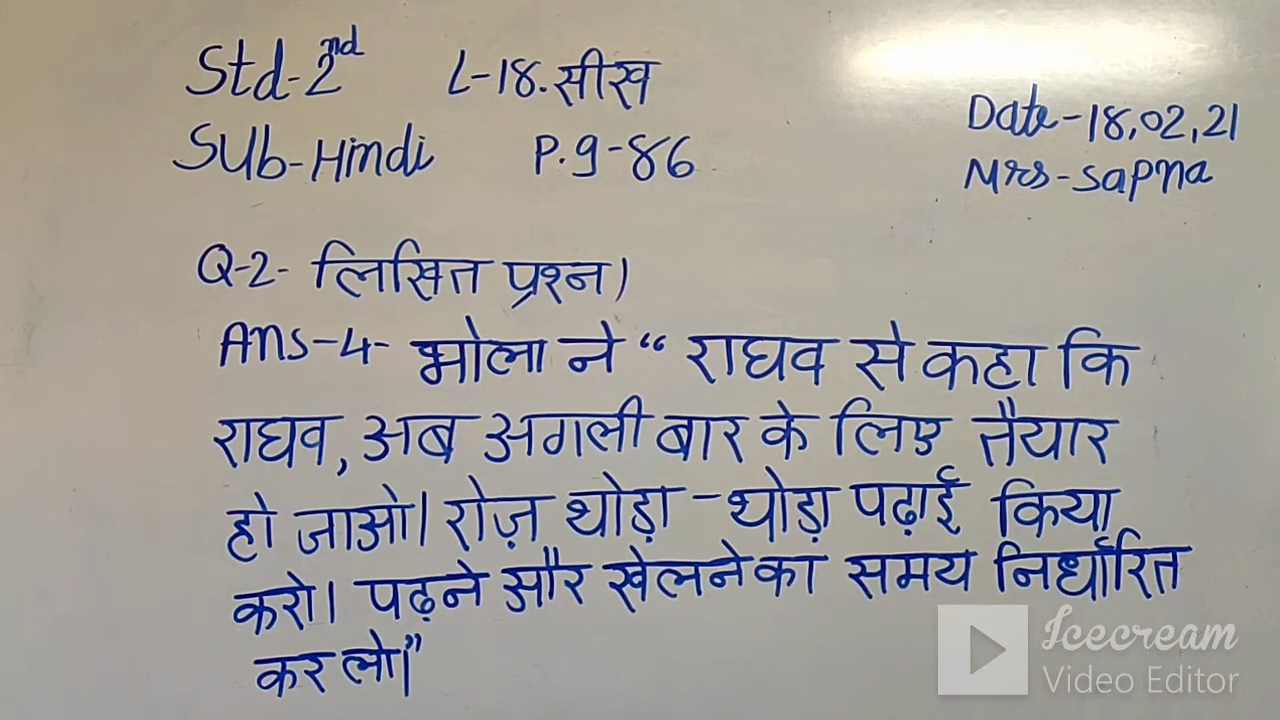 Std-2nd L-18. सीख
Sub-Hindi P.g-86
Date-18,02,21
Mrs-Sapna
Q-2- लिखित प्रश्न।
Ans-4- भोला ने “ राघव से कहा कि
राघव, अब अगली बार के लिए तैयार
हो जाओ। रोज़ थोड़ा -थोड़ा पढ़ाई किया
करो। पढ़ने और खेलने का समय निर्धारित
कर लो।”
Icecream
Video Editor